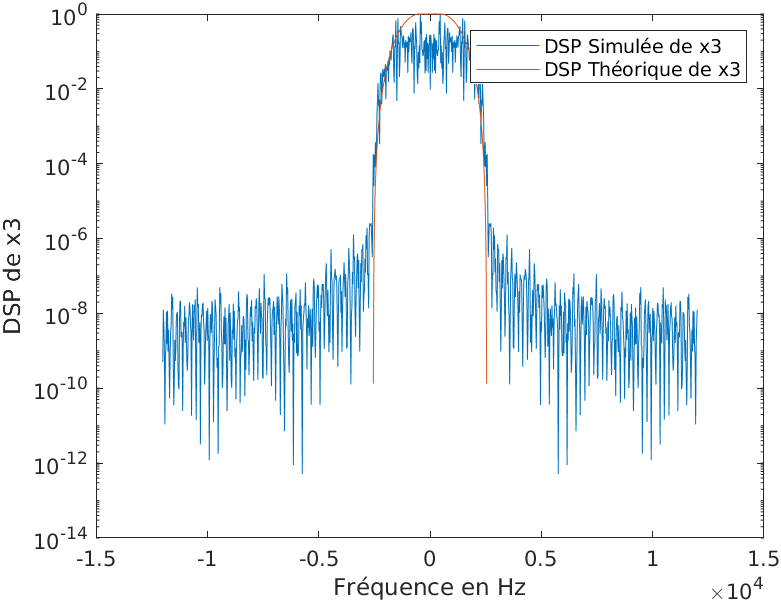 10^0
10^-2
10^-4
10^-6
10^-8
10^-10
10^-12
10^-14
DSP de x3
DSP Simulée de x3
DSP Théorique de x3
-1.5 -1 -0.5 0 0.5 1 1.5
Fréquence en Hz
×10^4